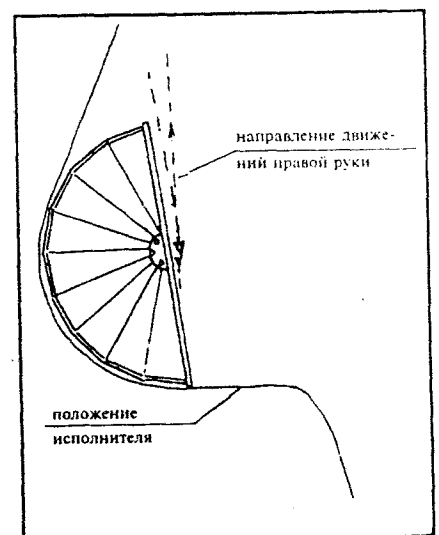 направление движе-
ний правой руки
положение
исполнителя